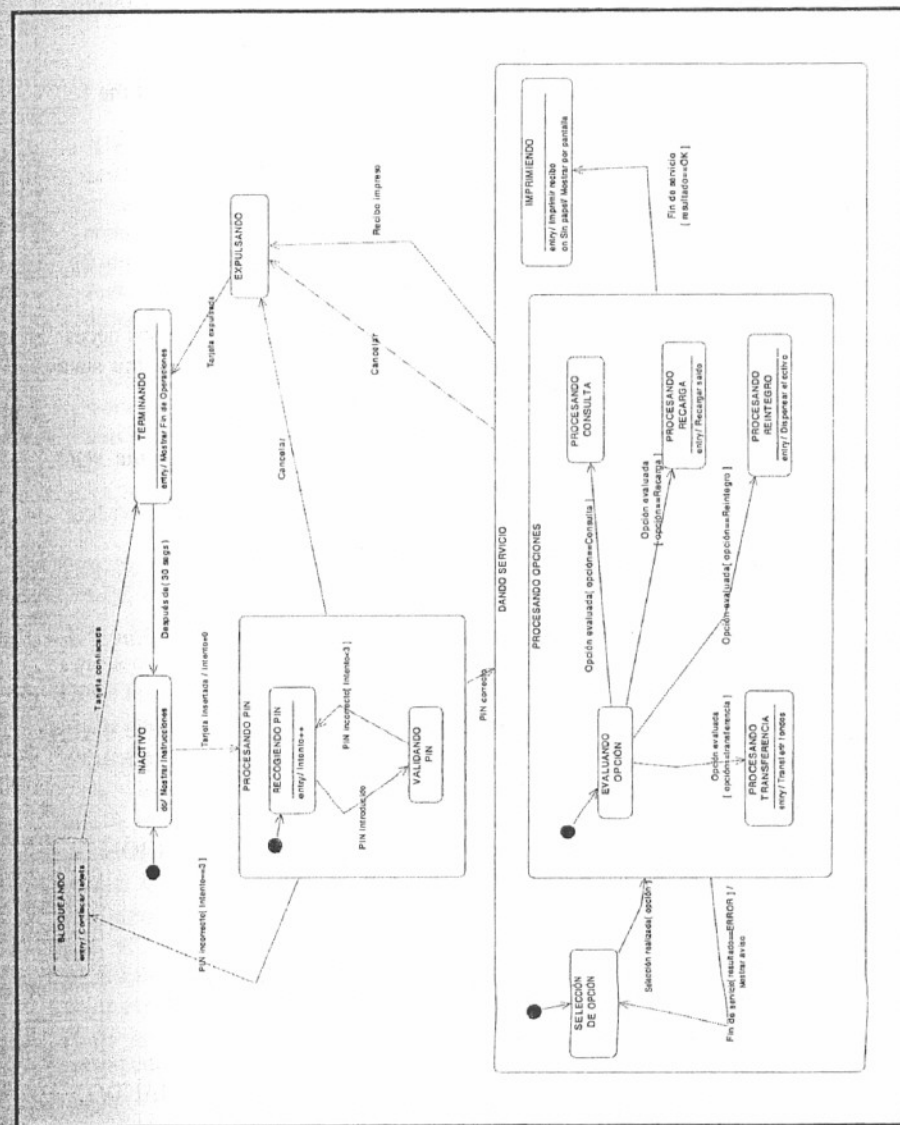 BLOQUEANDO
entry/ Confiscar tarjeta
Tarjeta confiscada
PIN incorrecto[ Intento==3 ]
INACTIVO
do/ Mostrar Instrucciones
Después de( 30 segs )
TERMINANDO
entry/ Mostrar Fin de Operaciones
Tarjeta expulsada
EXPULSANDO
Tarjeta insertada / Intento=0
Cancelar
PROCESANDO PIN
RECOGIENDO PIN
entry/ Intento++
PIN introducido
PIN incorrecto[ Intento<3 ]
VALIDANDO
PIN
PIN correcto
Cancelar
Recibo impreso
DANDO SERVICIO
SELECCIÓN
DE OPCIÓN
Selección realizada( opción )
Fin de servicio[ resultado==ERROR ] /
Mostrar aviso
PROCESANDO OPCIONES
EVALUANDO
OPCIÓN
Opción evaluada[ opción==Consulta ]
PROCESANDO
CONSULTA
Opción evaluada
[ opción==Recarga ]
PROCESANDO
RECARGA
entry/ Recargar saldo
Opción evaluada[ opción==Reintegro ]
PROCESANDO
REINTEGRO
entry/ Dispensar efectivo
Opción evaluada
[ opción=transferencia ]
PROCESANDO
TRANSFERENCIA
entry/ Transferir fondos
Fin de servicio
[ resultado==OK ]
IMPRIMIENDO
entry/ Imprimir recibo
on Sin papel/ Mostrar por pantalla